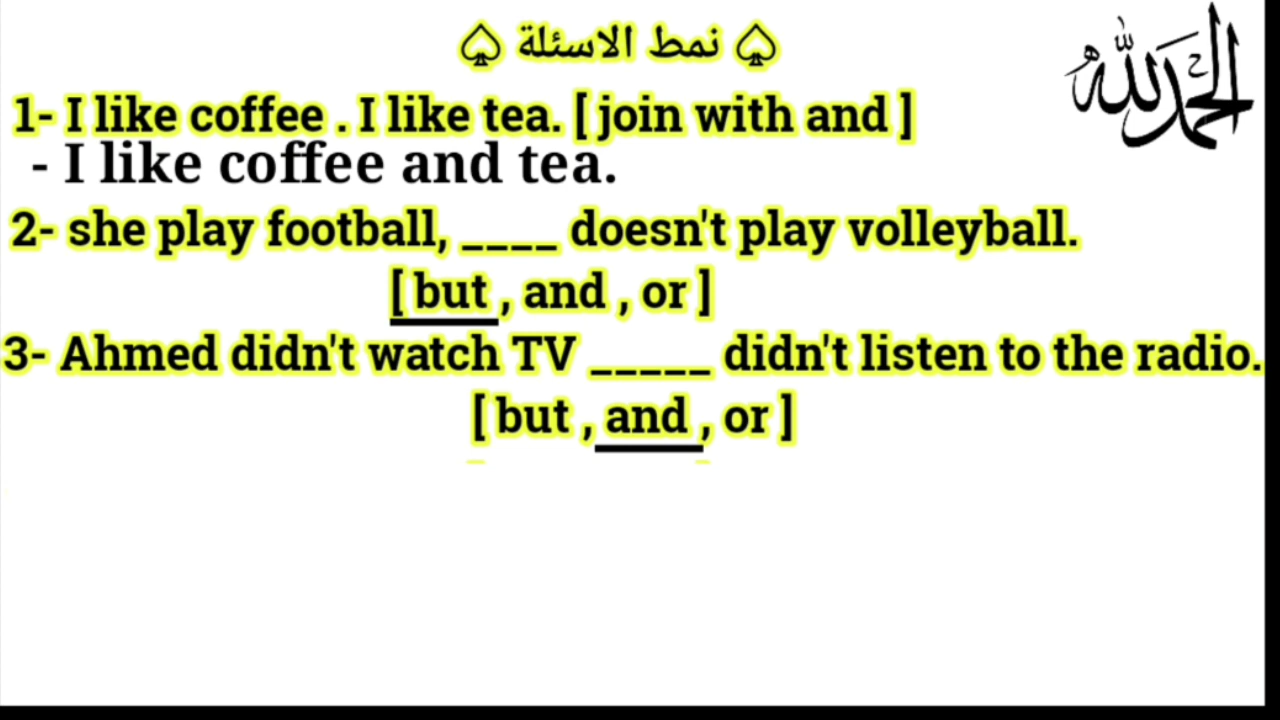 ♤ نمط الاسئلة ♤
الحمدلله
1- I like coffee . I like tea. [ join with and ]
- I like coffee and tea.
2- she play football, ____ doesn't play volleyball.
[ but , and , or ]
3- Ahmed didn't watch TV _____ didn't listen to the radio.
[ but , and , or ]